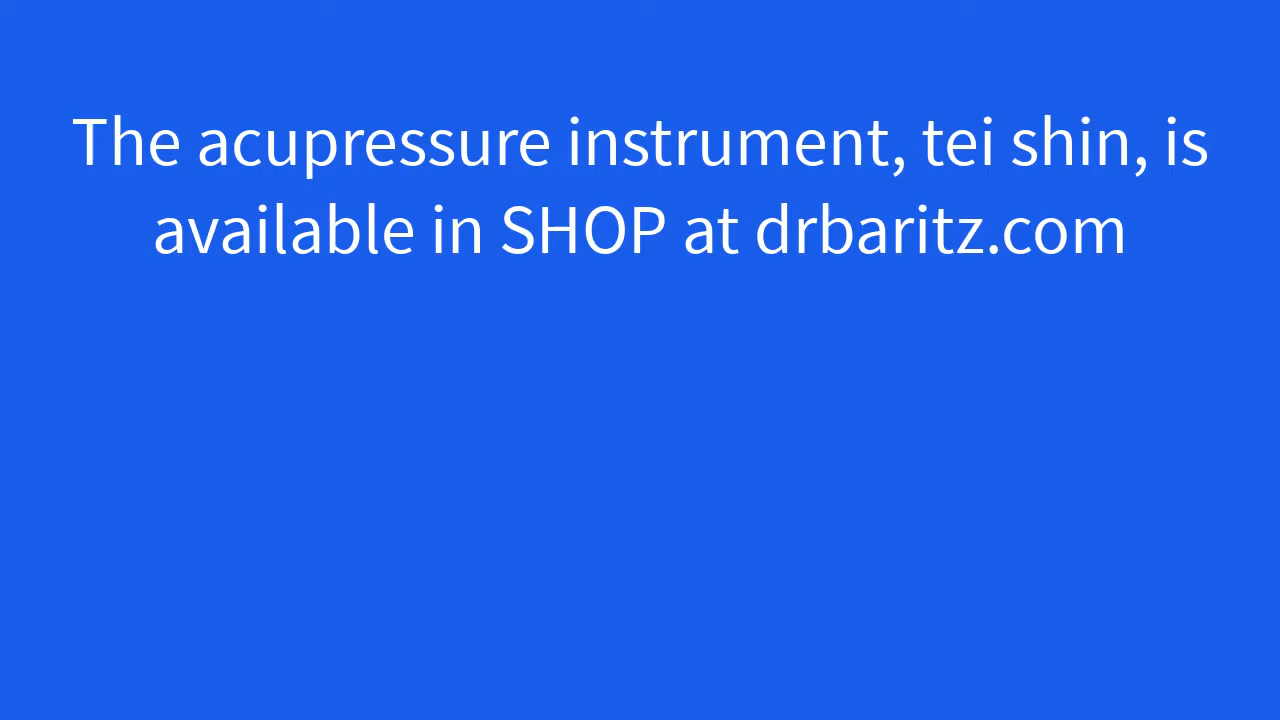 The acupressure instrument, tei shin, is
available in SHOP at drbaritz.com